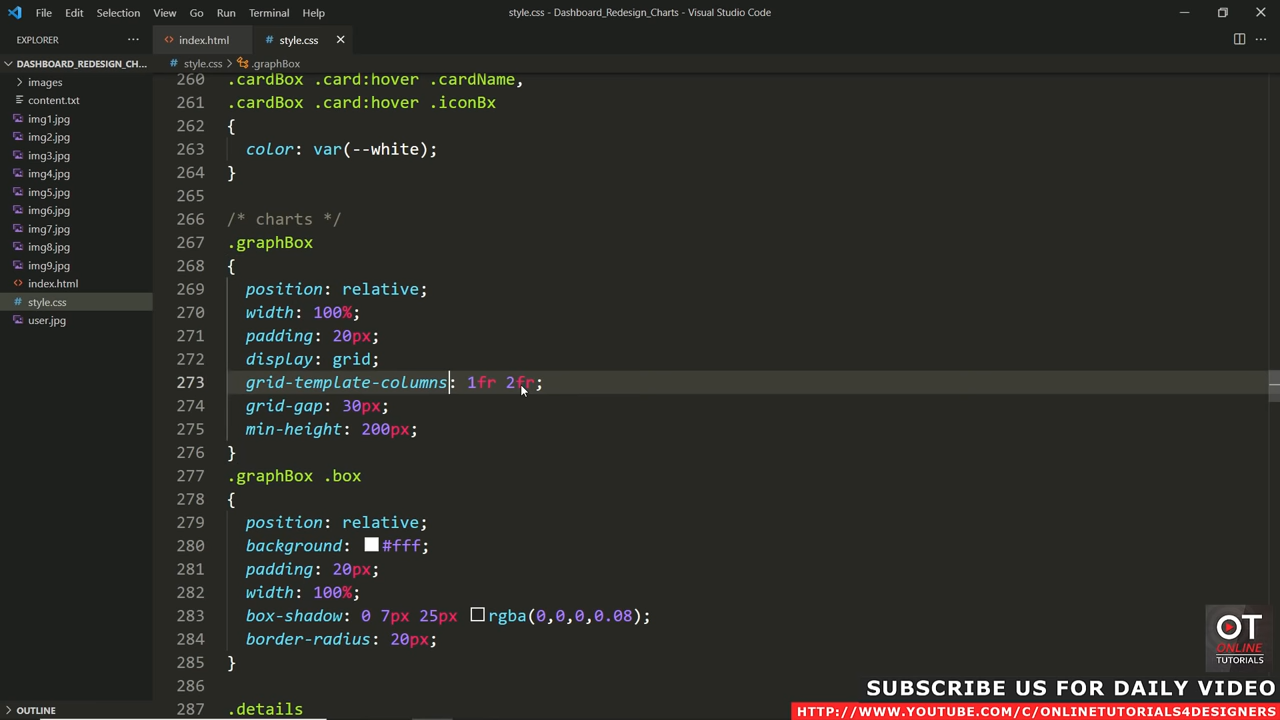 File Edit Selection View Go Run Terminal Help
style.css - Dashboard_Redesign_Charts - Visual Studio Code
EXPLORER
DASHBOARD_REDESIGN_CH...
images
content.txt
img1.jpg
img2.jpg
img3.jpg
img4.jpg
img5.jpg
img6.jpg
img7.jpg
img8.jpg
img9.jpg
index.html
style.css
user.jpg
OUTLINE
index.html style.css
style.css > .graphBox
260 .cardBox .card:hover .cardName,
261 .cardBox .card:hover .iconBx
262 {
263 color: var(--white);
264 }
265
266 /* charts */
267 .graphBox
268 {
269 position: relative;
270 width: 100%;
271 padding: 20px;
272 display: grid;
273 grid-template-columns: 1fr 2fr;
274 grid-gap: 30px;
275 min-height: 200px;
276 }
277 .graphBox .box
278 {
279 position: relative;
280 background: #fff;
281 padding: 20px;
282 width: 100%;
283 box-shadow: 0 7px 25px rgba(0,0,0,0.08);
284 border-radius: 20px;
285 }
286
287 .details
OT
ONLINE
TUTORIALS
SUBSCRIBE US FOR DAILY VIDEO
HTTP://WWW.YOUTUBE.COM/C/ONLINETUTORIALS4DESIGNERS